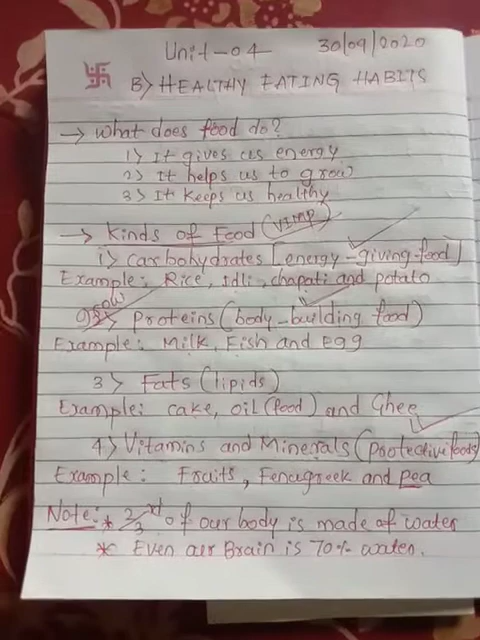 Unit-04 30/09/2020
卐 B> HEALTHY EATING HABITS
→ What does food do?
1> It gives us energy
2> It helps us to grow
3> It keeps us healthy
→ Kinds of Food (VIMP)
1> carbohydrates [energy-giving-food]
Example: Rice, Idli, chapati and potato
grow
2> Proteins (body-building food)
Example: Milk, Fish and Egg
3> Fats (lipids)
Example: cake, oil (food) and Ghee
4> Vitamins and Minerals (protective foods)
Example: Fruits, Fenugreek and pea
Note: * 2/3 rd of our body is made of water
* Even our Brain is 70% water.